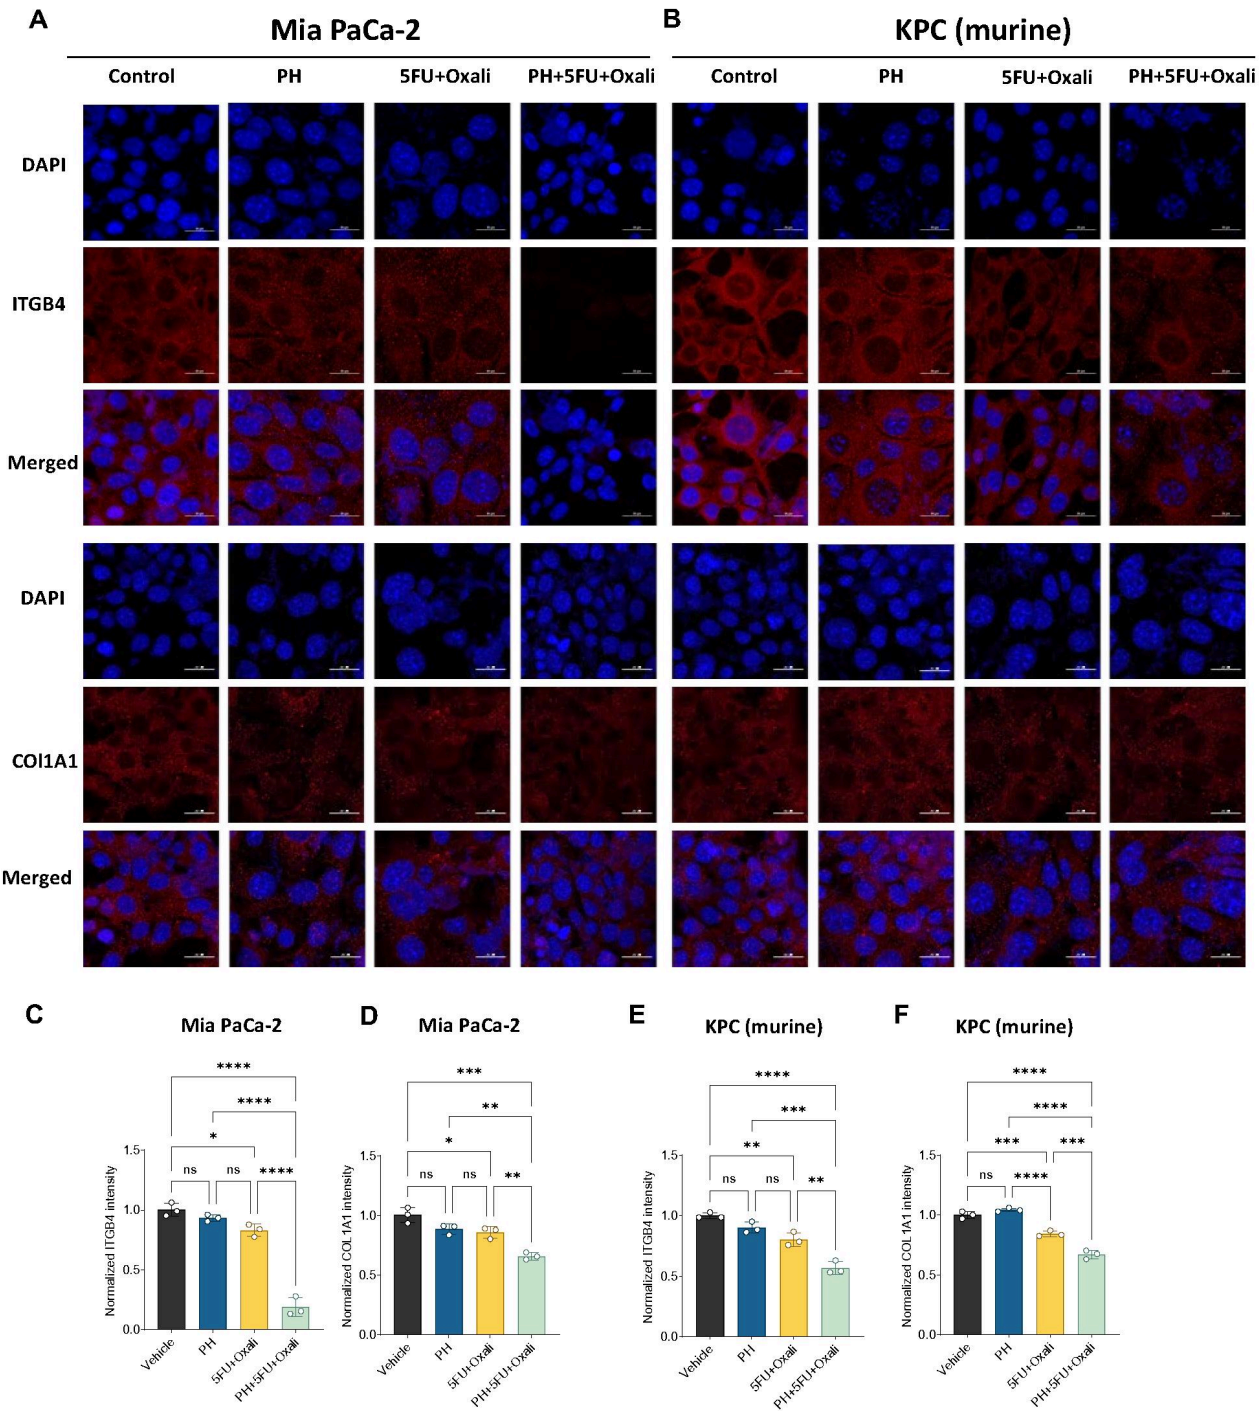 A
Mia PaCa-2
B
KPC (murine)
Control PH 5FU+Oxali PH+5FU+Oxali
Control PH 5FU+Oxali PH+5FU+Oxali
DAPI
ITGB4
Merged
DAPI
COl1A1
Merged
C
Mia PaCa-2
****
****
*
ns ns ****
Normalized ITGB4 intensity
1.5
1.0
0.5
0.0
Vehicle
PH
5FU+Oxali
PH+5FU+Oxali
D
Mia PaCa-2
***
**
*
ns ns **
Normalized COL 1A1 intensity
1.5
1.0
0.5
0.0
Vehicle
PH
5FU+Oxali
PH+5FU+Oxali
E
KPC (murine)
****
***
**
ns ns **
Normalized ITGB4 intensity
1.5
1.0
0.5
0.0
Vehicle
PH
5FU+Oxali
PH+5FU+Oxali
F
KPC (murine)
****
****
*** ***
ns ****
Normalized COL 1A1 intensity
1.5
1.0
0.5
0.0
Vehicle
PH
5FU+Oxali
PH+5FU+Oxali